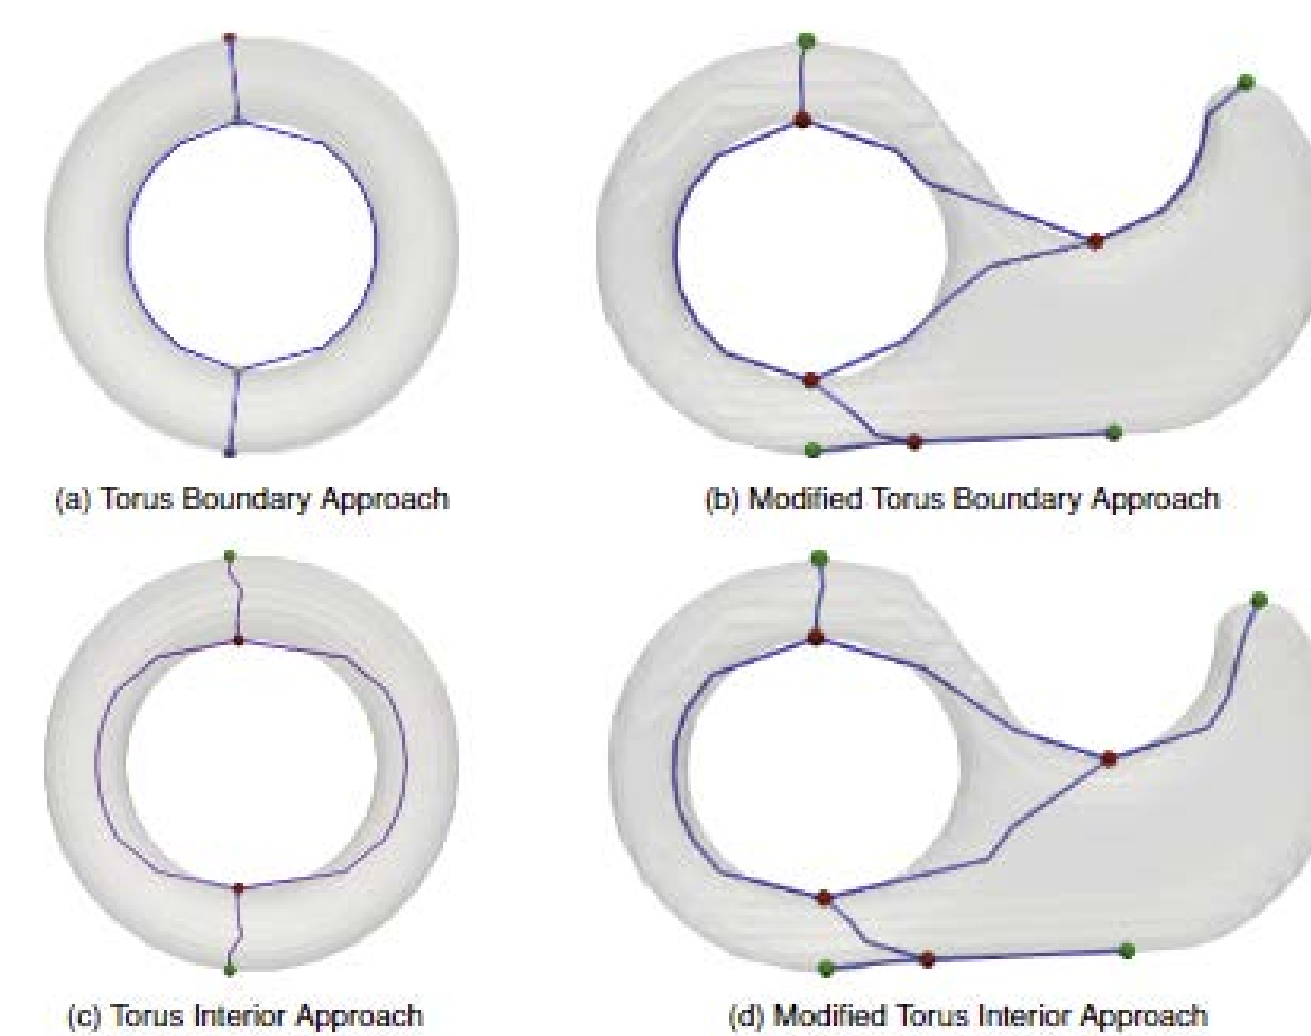 (a) Torus Boundary Approach
(b) Modified Torus Boundary Approach
(c) Torus Interior Approach
(d) Modified Torus Interior Approach